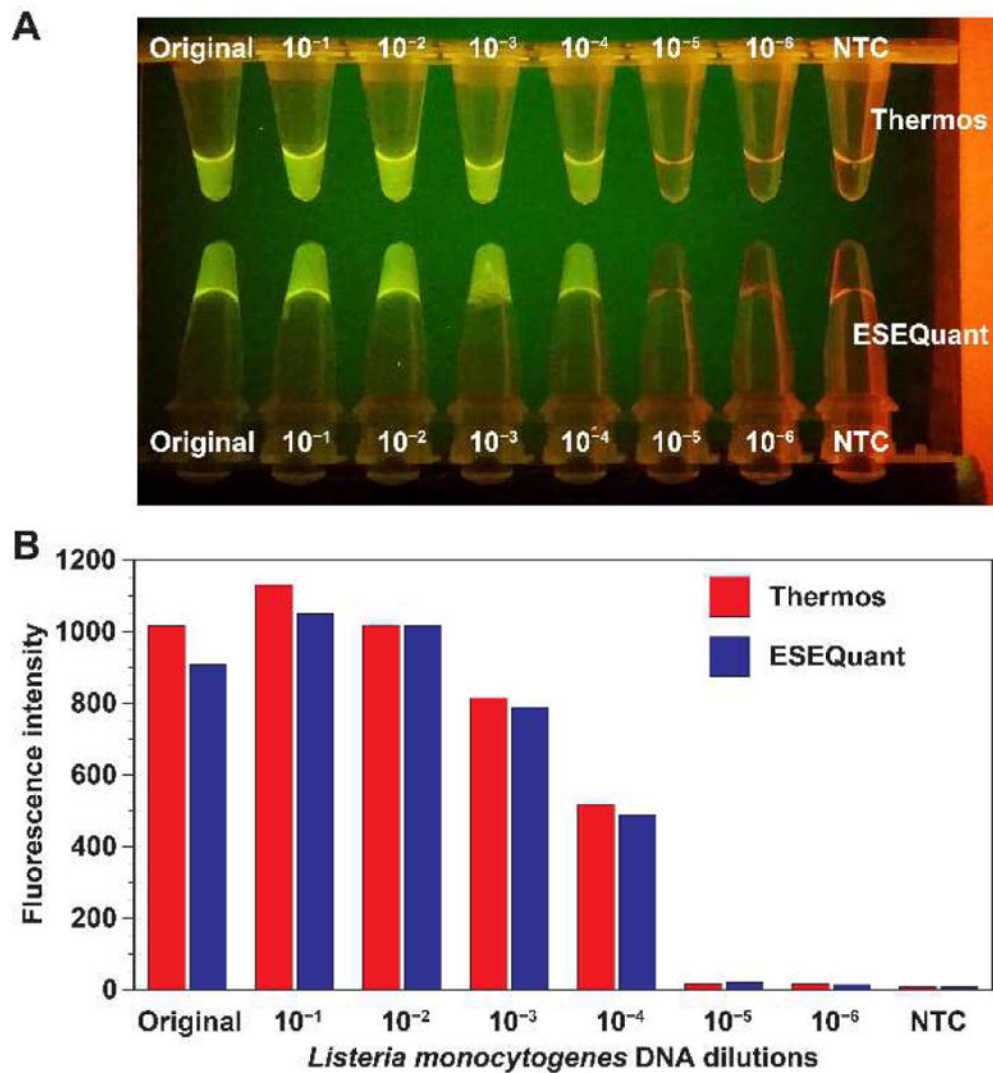 A
Original 10⁻¹ 10⁻² 10⁻³ 10⁻⁴ 10⁻⁵ 10⁻⁶ NTC
Thermos
ESEQuant
Original 10⁻¹ 10⁻² 10⁻³ 10⁻⁴ 10⁻⁵ 10⁻⁶ NTC
B
Fluorescence intensity
1200
1000
800
600
400
200
0
Thermos
ESEQuant
Original 10⁻¹ 10⁻² 10⁻³ 10⁻⁴ 10⁻⁵ 10⁻⁶ NTC
Listeria monocytogenes DNA dilutions